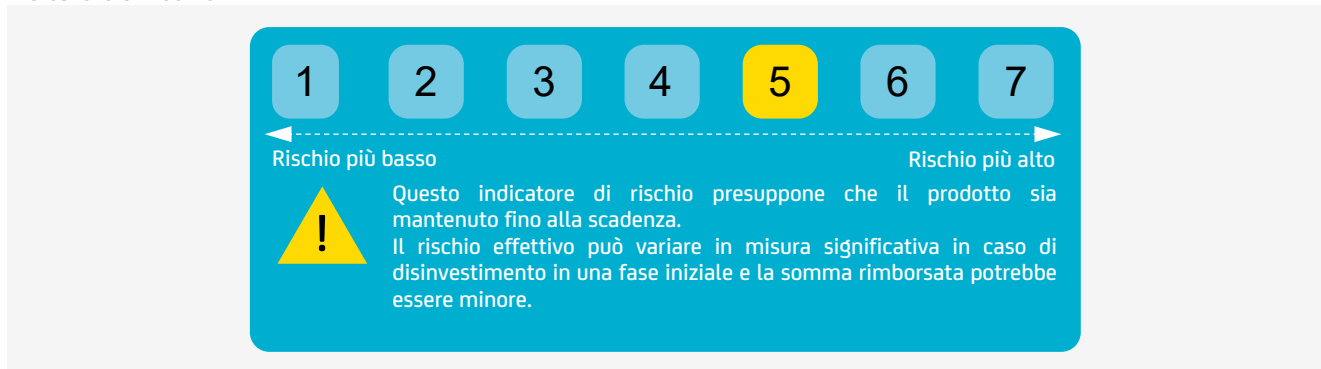 1 2 3 4 5 6 7
Rischio più basso Rischio più alto
Questo indicatore di rischio presuppone che il prodotto sia
mantenuto fino alla scadenza.
!
Il rischio effettivo può variare in misura significativa in caso di
disinvestimento in una fase iniziale e la somma rimborsata potrebbe
essere minore.